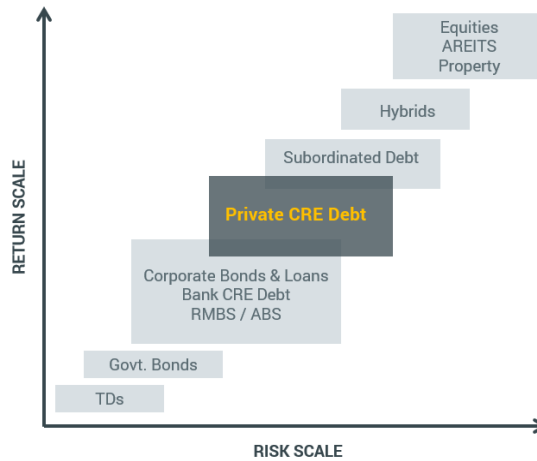 Equities
AREITS
Property
Hybrids
Subordinated Debt
Private CRE Debt
Corporate Bonds & Loans
Bank CRE Debt
RMBS / ABS
Govt. Bonds
TDs
RETURN SCALE
RISK SCALE